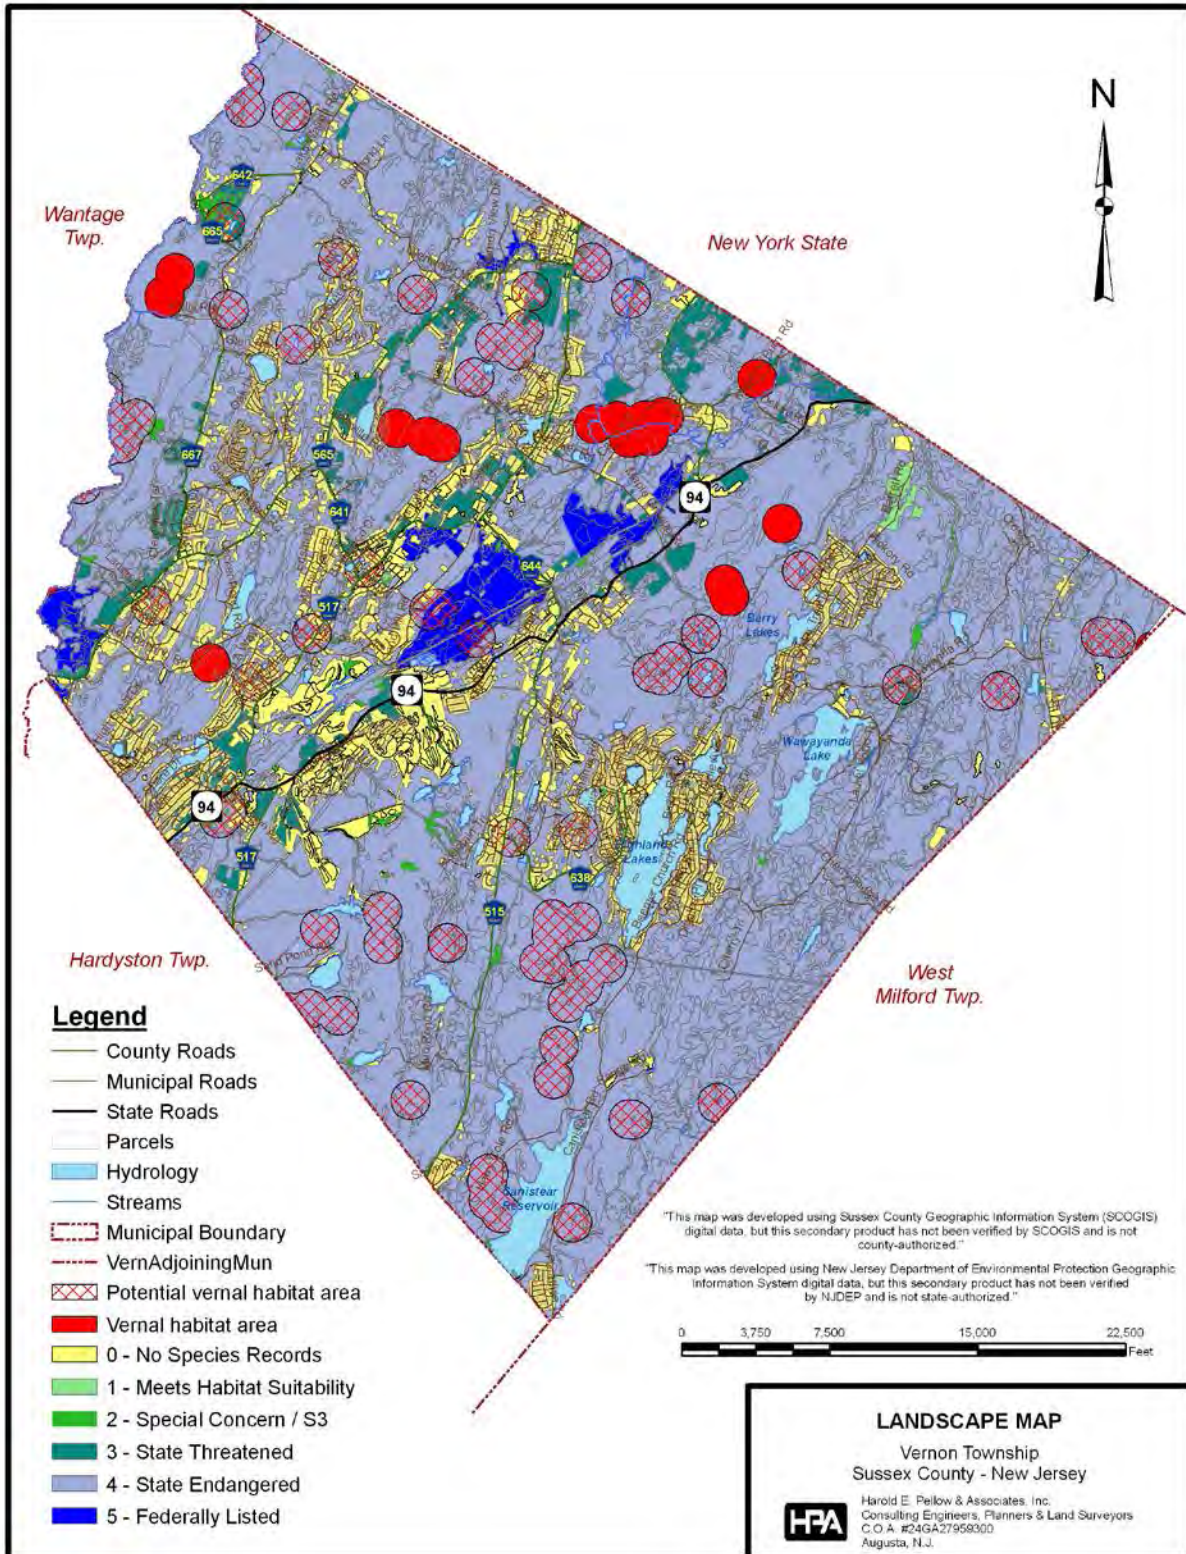 N
Wantage
Twp.
New York State
642
665
667
565
641
517
644
94
94
94
517
515
638
Barry
Lakes
Wawayanda
Lake
Highland
Lakes
Canistear
Reservoir
Hardyston Twp.
West
Milford Twp.
Legend
County Roads
Municipal Roads
State Roads
Parcels
Hydrology
Streams
Municipal Boundary
VernAdjoiningMun
Potential vernal habitat area
Vernal habitat area
0 - No Species Records
1 - Meets Habitat Suitability
2 - Special Concern / S3
3 - State Threatened
4 - State Endangered
5 - Federally Listed
"This map was developed using Sussex County Geographic Information System (SCOGIS)
digital data, but this secondary product has not been verified by SCOGIS and is not
county-authorized."
"This map was developed using New Jersey Department of Environmental Protection Geographic
Information System digital data, but this secondary product has not been verified
by NJDEP and is not state-authorized."
0 3,750 7,500 15,000 22,500
Feet
LANDSCAPE MAP
Vernon Township
Sussex County - New Jersey
HPA
Harold E. Pellow & Associates, Inc.
Consulting Engineers, Planners & Land Surveyors
C.O.A. #24GA27959300
Augusta, N.J.